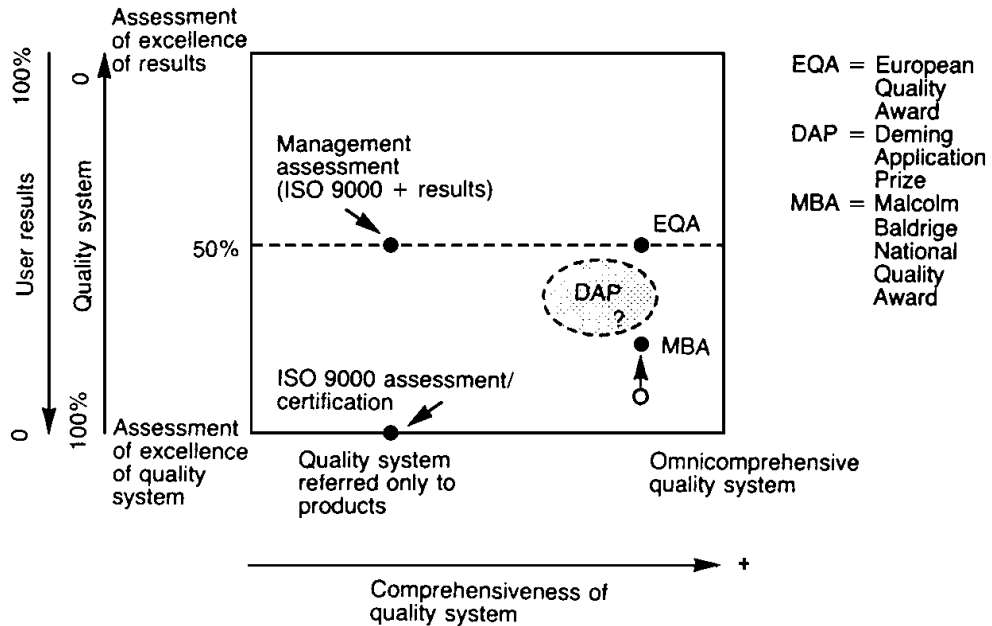 Assessment
of excellence
of results
100%
User results
0
0
Quality system
100%
Assessment
of excellence
of quality
system
50%
Management
assessment
(ISO 9000 + results)
EQA
DAP
?
MBA
ISO 9000 assessment/
certification
Quality system
referred only to
products
Omnicomprehensive
quality system
+
Comprehensiveness of
quality system
EQA = European
Quality
Award
DAP = Deming
Application
Prize
MBA = Malcolm
Baldrige
National
Quality
Award